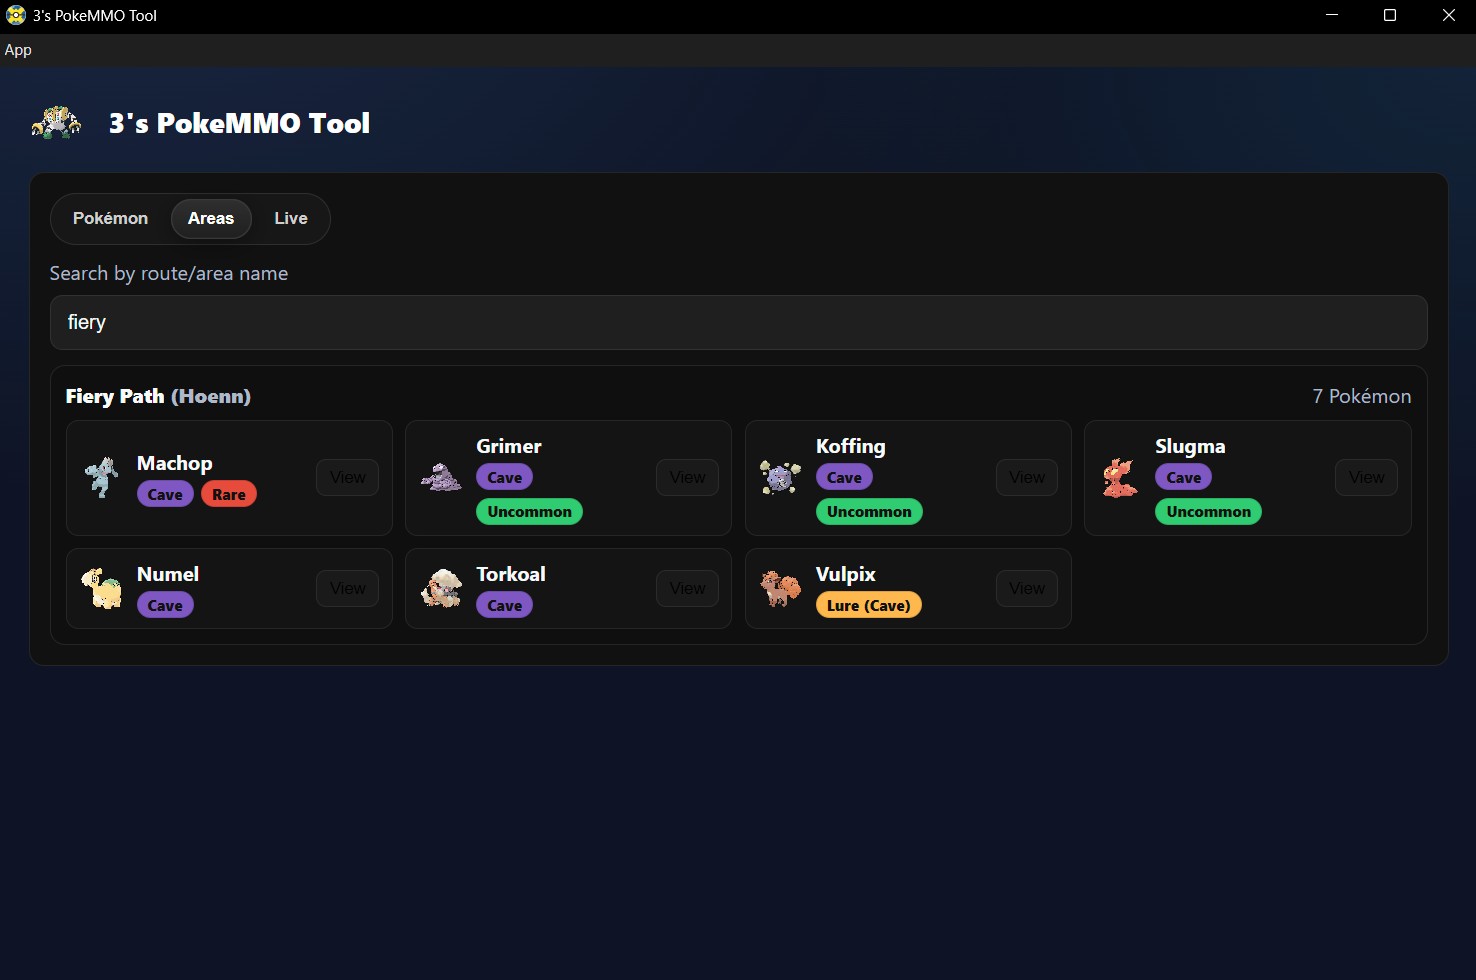 3's PokeMMO Tool
App
3's PokeMMO Tool
Pokémon Areas Live
Search by route/area name
fiery
Fiery Path (Hoenn) 7 Pokémon
Machop
Cave Rare
View
Grimer
Cave
Uncommon
View
Koffing
Cave
Uncommon
View
Slugma
Cave
Uncommon
View
Numel
Cave
View
Torkoal
Cave
View
Vulpix
Lure (Cave)
View